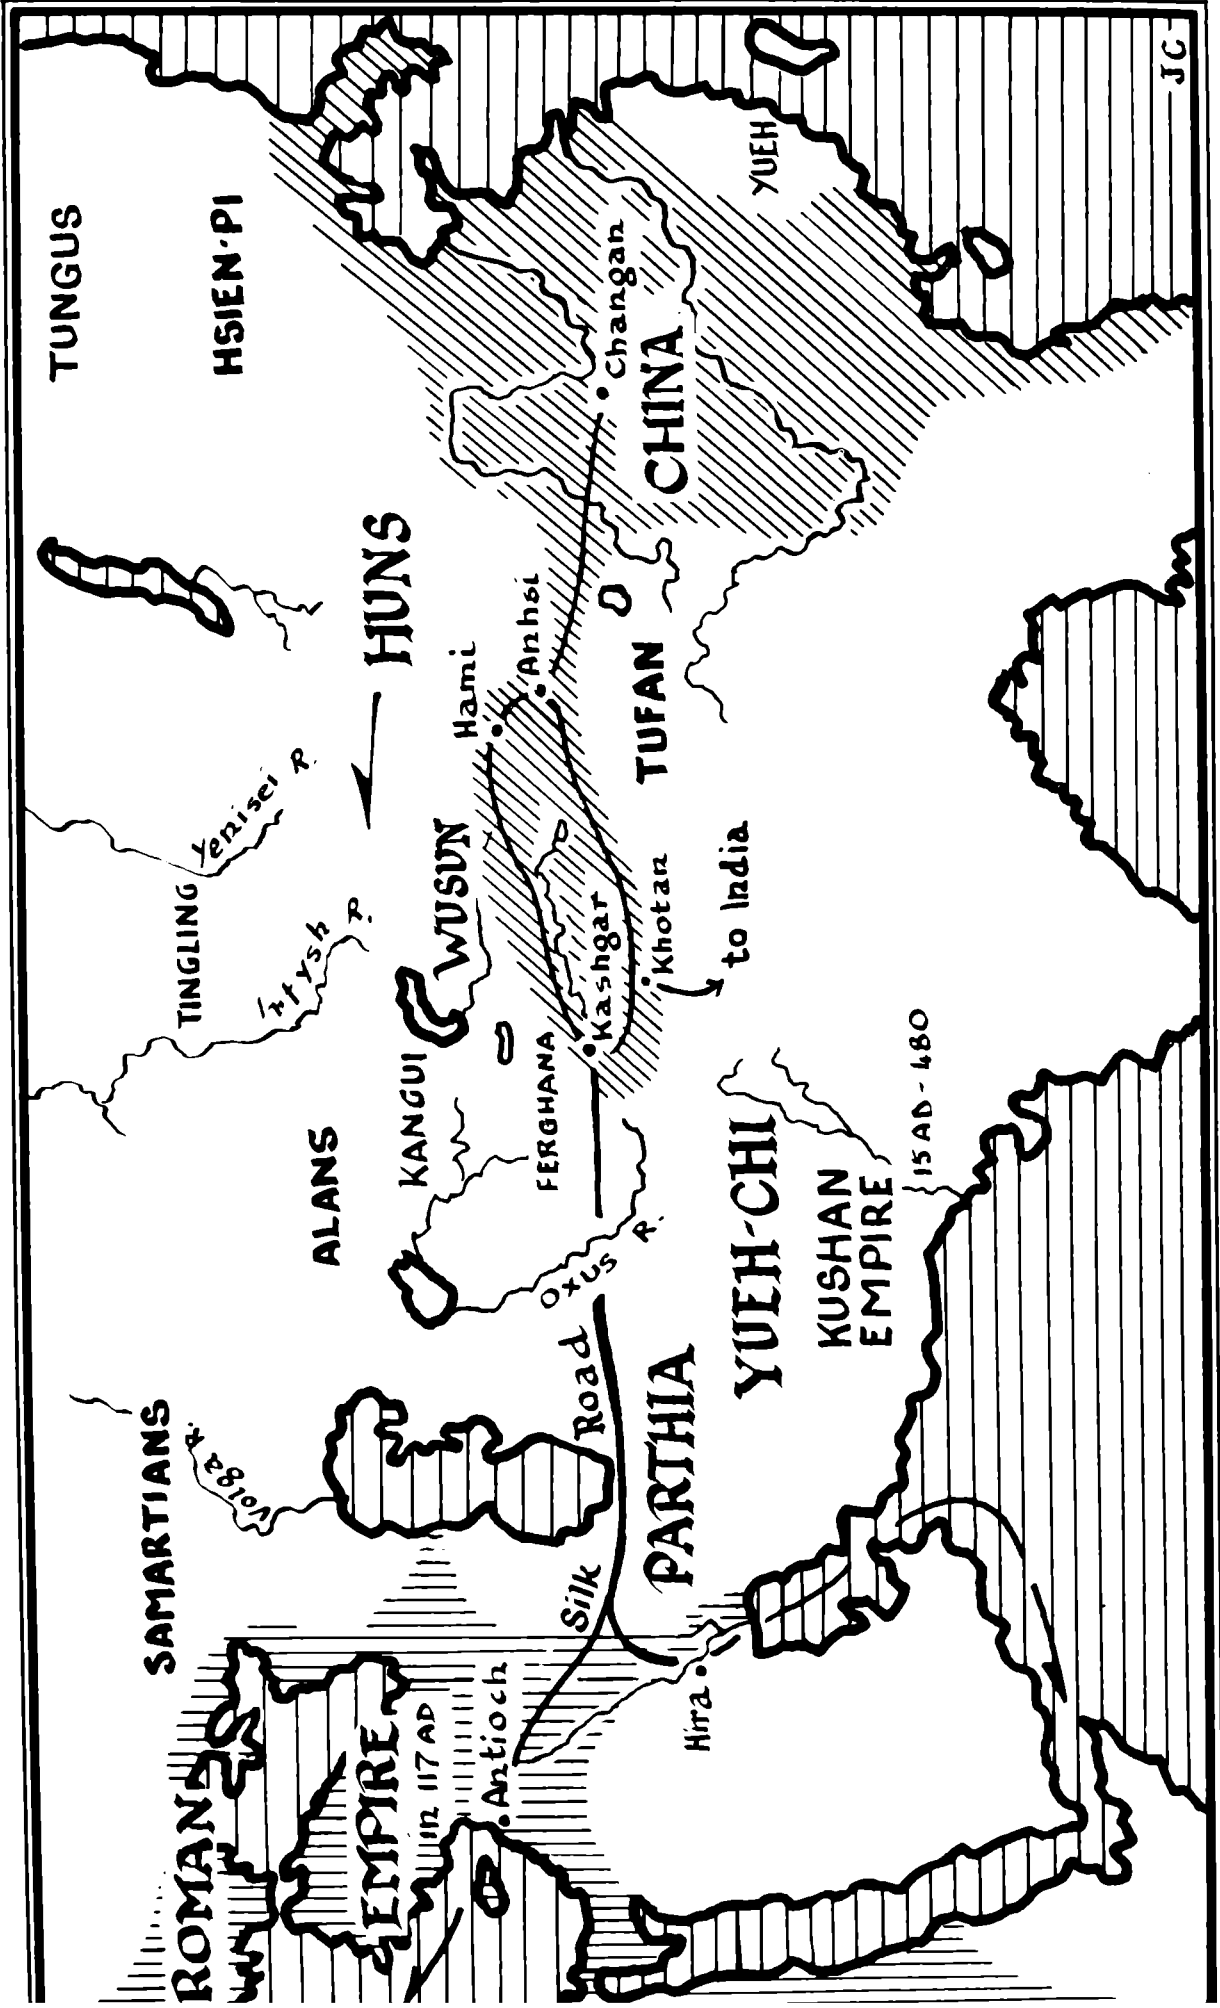 TUNGUS
HSIEN-PI
HUNS
Yenisei R.
TINGLING
Irtysh R.
SAMARTIANS
Volga R.
ALANS
KANGUI
WUSUN
Hami
Anhsi
Changan
CHINA
YUEH
TUFAN
FERGHANA
Kashgar
Khotan
to India
Oxus R.
Silk Road
ROMAN
EMPIRE
in 117 AD
Antioch
Hira
PARTHIA
YUEH-CHI
KUSHAN
EMPIRE
15 AD - 480
JG